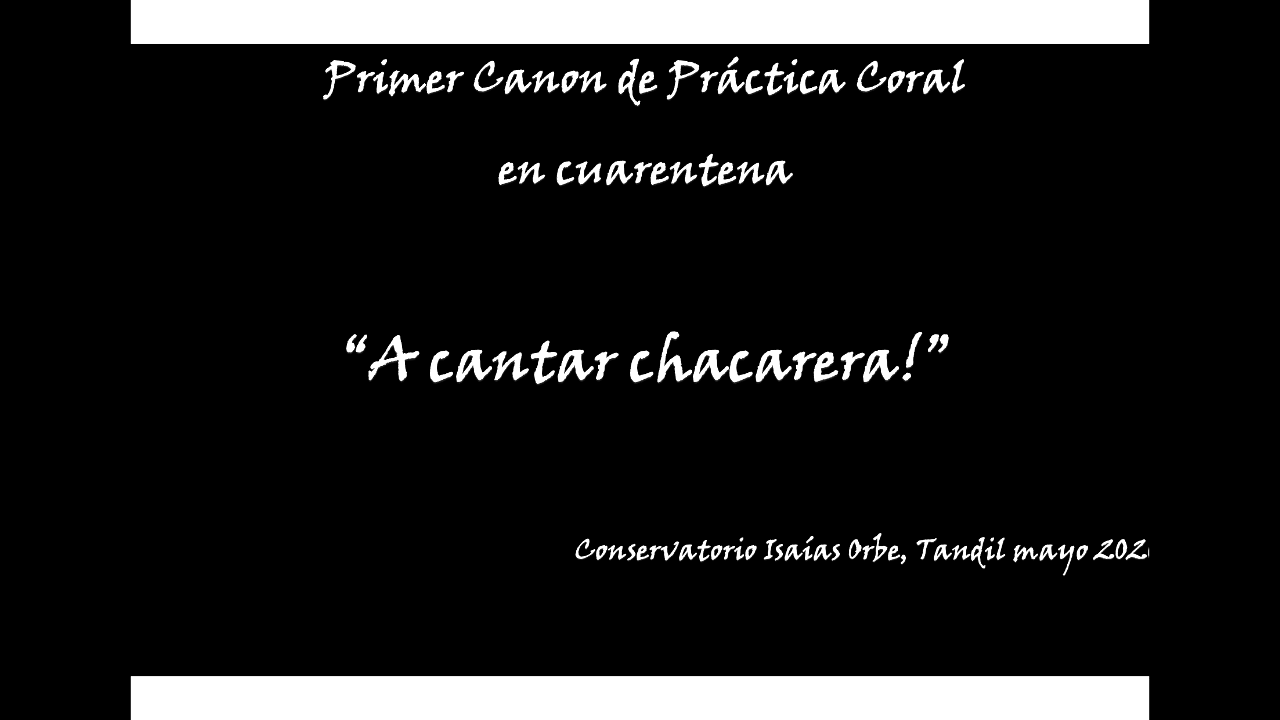 Primer Canon de Práctica Coral
en cuarentena
“A cantar chacarera!”
Conservatorio Isaías Orbe, Tandil mayo